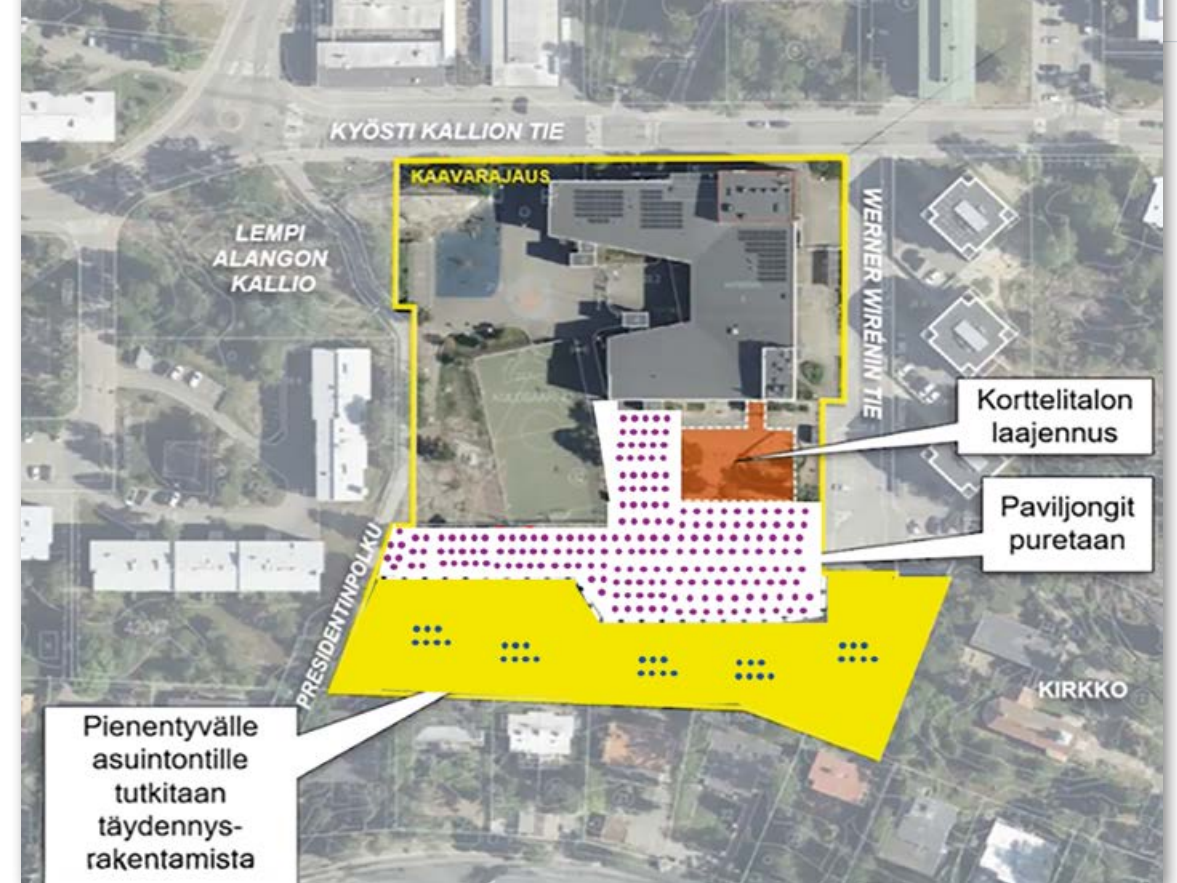 KYÖSTI KALLION TIE
KAAVARAJAUS
LEMPI
ALANGON
KALLIO
WERNER WIRÉNIN TIE
Korttelitalon
laajennus
Paviljongit
puretaan
PRESIDENTINPOLKU
KIRKKO
Pienentyvälle
asuintontille
tutkitaan
täydennys-
rakentamista